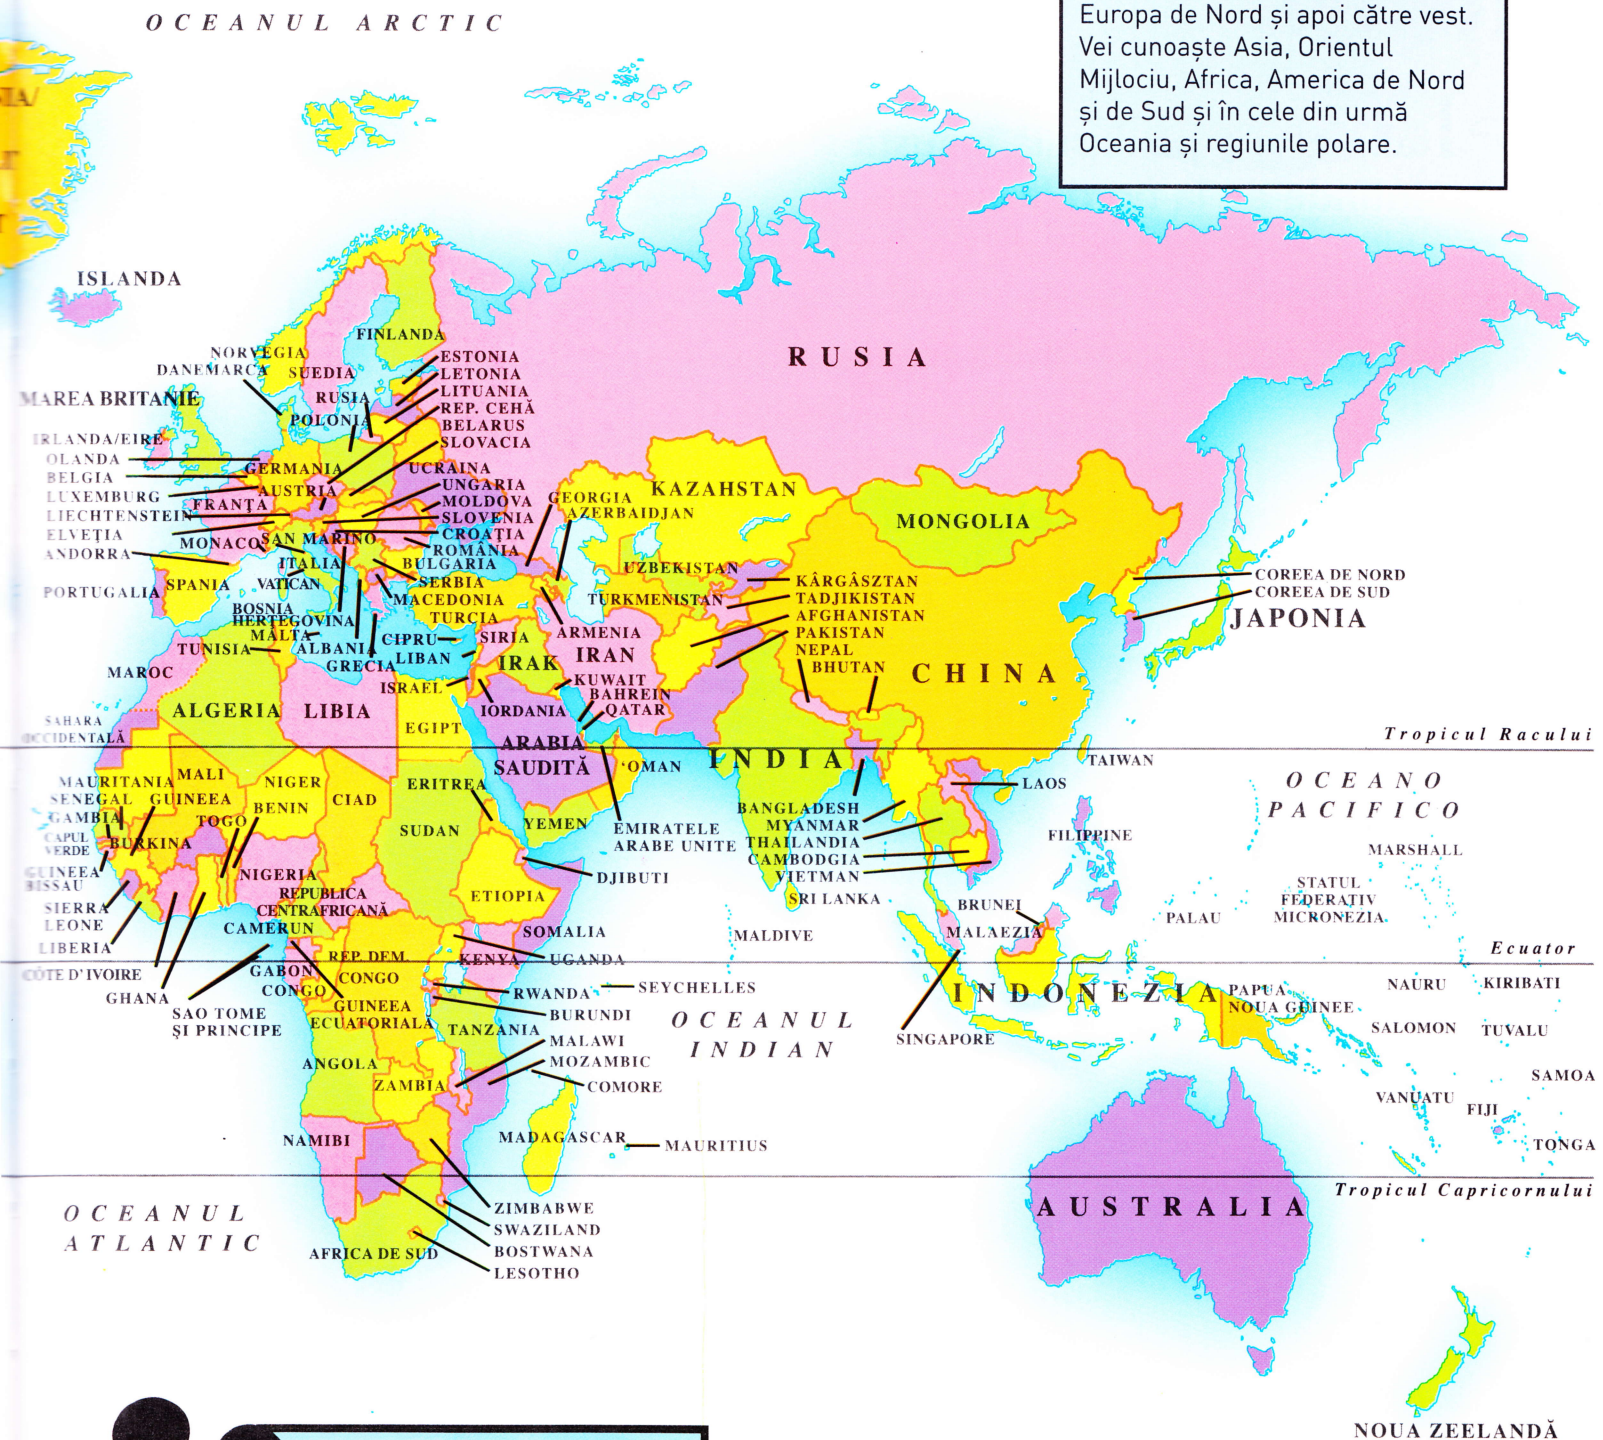 OCEANUL ARCTIC
Europa de Nord și apoi către vest.
Vei cunoaște Asia, Orientul
Mijlociu, Africa, America de Nord
și de Sud și în cele din urmă
Oceania și regiunile polare.
ISLANDA
FINLANDA
NORVEGIA
DANEMARCA
SUEDIA
RUSIA
MAREA BRITANIE
RUSIA
POLONIA
ESTONIA
LETONIA
LITUANIA
REP. CEHĂ
BELARUS
SLOVACIA
IRLANDA/EIRE
OLANDA
BELGIA
LUXEMBURG
LIECHTENSTEIN
ELVEȚIA
ANDORRA
PORTUGALIA
GERMANIA
AUSTRIA
FRANȚA
MONACO
SAN MARINO
ITALIA
VATICAN
SPANIA
BOSNIA
HERTEGOVINA
MALTA
TUNISIA
ALBANIA
GRECIA
UCRAINA
UNGARIA
MOLDOVA
SLOVENIA
CROAȚIA
ROMÂNIA
BULGARIA
SERBIA
MACEDONIA
TURCIA
CIPRU
LIBAN
SIRIA
ISRAEL
GEORGIA
AZERBAIDJAN
ARMENIA
KAZAHSTAN
MONGOLIA
UZBEKISTAN
TURKMENISTAN
KÂRGÂSZTAN
TADJIKISTAN
AFGHANISTAN
PAKISTAN
NEPAL
BHUTAN
CHINA
COREEA DE NORD
COREEA DE SUD
JAPONIA
IRAK
IRAN
KUWAIT
BAHREIN
QATAR
IORDANIA
ARABIA
SAUDITĂ
OMAN
YEMEN
EMIRATELE
ARABE UNITE
INDIA
MAROC
ALGERIA
LIBIA
EGIPT
SAHARA
OCCIDENTALĂ
Tropicul Racului
TAIWAN
OCEANO
PACIFICO
LAOS
BANGLADESH
MYANMAR
THAILANDIA
CAMBODGIA
VIETMAN
SRI LANKA
FILIPPINE
MARSHALL
STATUL
FEDERATIV
MICRONEZIA
PALAU
BRUNEI
MALAEZIA
MALDIVE
MAURITANIA
MALI
NIGER
SENEGAL
GUINEEA
BENIN
CIAD
GAMBIA
TOGO
CAPUL
VERDE
BURKINA
ERITREA
SUDAN
GUINEEA
BISSAU
NIGERIA
REPUBLICA
CENTRAFRICANĂ
SIERRA
LEONE
CAMERUN
LIBERIA
CÔTE D' IVOIRE
GHANA
SAO TOME
ȘI PRINCIPE
DJIBUTI
ETIOPIA
SOMALIA
KENYA
UGANDA
REP. DEM.
CONGO
GABON
CONGO
GUINEEA
ECUATORIALA
RWANDA
BURUNDI
SEYCHELLES
TANZANIA
MALAWI
MOZAMBIC
COMORE
ANGOLA
ZAMBIA
OCEANUL
INDIAN
Ecuator
INDONEZIA
SINGAPORE
PAPUA
NOUA GUINEE
NAURU
KIRIBATI
SALOMON
TUVALU
SAMOA
VANUATU
FIJI
TONGA
NAMIBI
MADAGASCAR
MAURITIUS
Tropicul Capricornului
AUSTRALIA
OCEANUL
ATLANTIC
ZIMBABWE
SWAZILAND
BOSTWANA
LESOTHO
AFRICA DE SUD
NOUA ZEELANDĂ